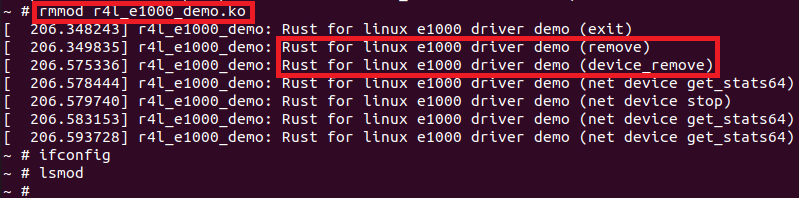 ~ # rmmod r4l_e1000_demo.ko
[  206.348243] r4l_e1000_demo: Rust for linux e1000 driver demo (exit)
[  206.349835] r4l_e1000_demo: Rust for linux e1000 driver demo (remove)
[  206.575336] r4l_e1000_demo: Rust for linux e1000 driver demo (device_remove)
[  206.578444] r4l_e1000_demo: Rust for linux e1000 driver demo (net device get_stats64)
[  206.579740] r4l_e1000_demo: Rust for linux e1000 driver demo (net device stop)
[  206.583153] r4l_e1000_demo: Rust for linux e1000 driver demo (net device get_stats64)
[  206.593728] r4l_e1000_demo: Rust for linux e1000 driver demo (net device get_stats64)
~ # ifconfig
~ # lsmod
~ #